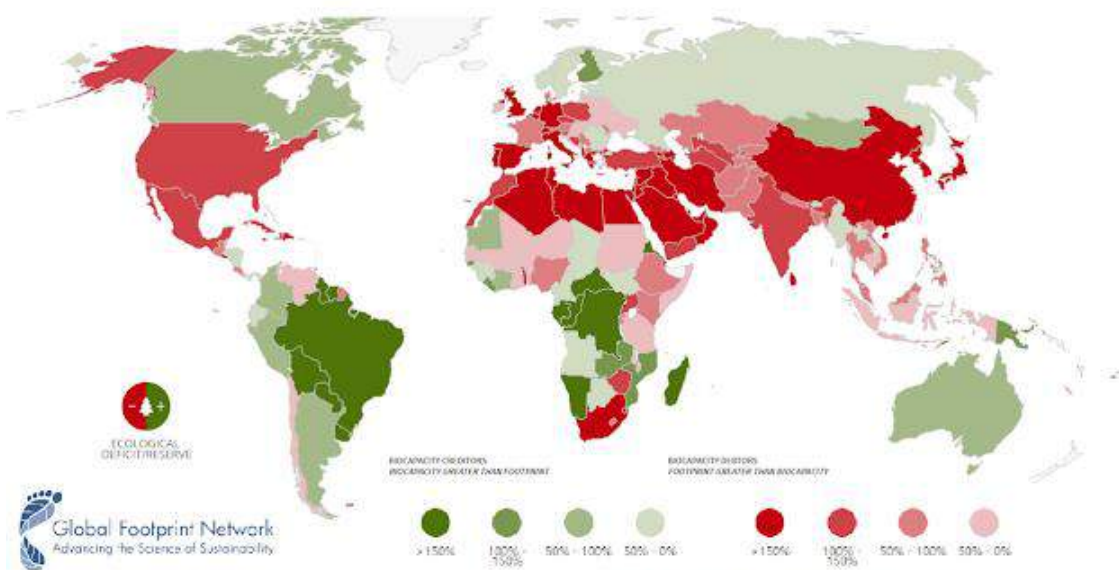 ECOLOGICAL
DEFICIT/RESERVE
BIOCAPACITY CREDITORS
BIOCAPACITY GREATER THAN FOOTPRINT
BIOCAPACITY DEBTORS
FOOTPRINT GREATER THAN BIOCAPACITY
Global Footprint Network
Advancing the Science of Sustainability
>150%
100% -
150%
50% - 100%
50% - 0%
>150%
100% -
150%
50% - 100%
50% - 0%